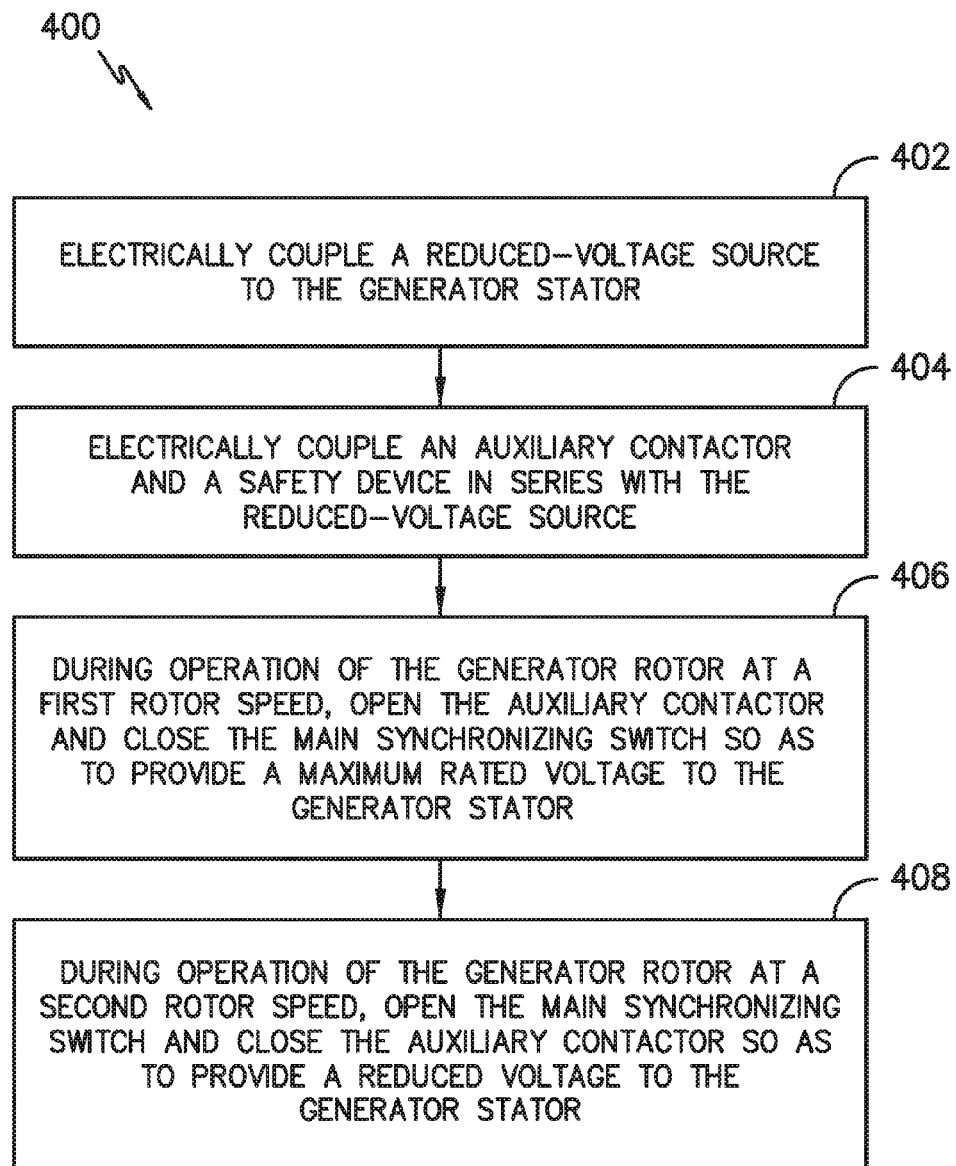 400
402
ELECTRICALLY COUPLE A REDUCED-VOLTAGE SOURCE
TO THE GENERATOR STATOR
404
ELECTRICALLY COUPLE AN AUXILIARY CONTACTOR
AND A SAFETY DEVICE IN SERIES WITH THE
REDUCED-VOLTAGE SOURCE
406
DURING OPERATION OF THE GENERATOR ROTOR AT A
FIRST ROTOR SPEED, OPEN THE AUXILIARY CONTACTOR
AND CLOSE THE MAIN SYNCHRONIZING SWITCH SO AS
TO PROVIDE A MAXIMUM RATED VOLTAGE TO THE
GENERATOR STATOR
408
DURING OPERATION OF THE GENERATOR ROTOR AT A
SECOND ROTOR SPEED, OPEN THE MAIN SYNCHRONIZING
SWITCH AND CLOSE THE AUXILIARY CONTACTOR SO AS
TO PROVIDE A REDUCED VOLTAGE TO THE
GENERATOR STATOR